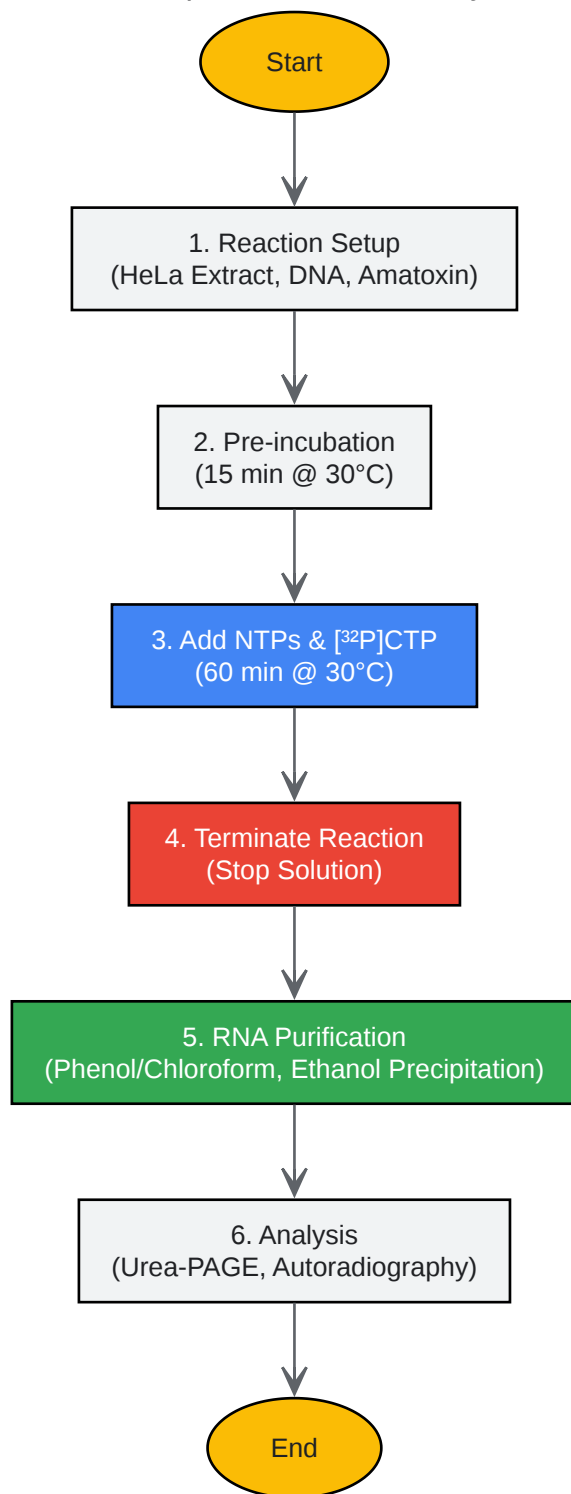 Start
1. Reaction Setup
(HeLa Extract, DNA, Amatoxin)
2. Pre-incubation
(15 min @ 30°C)
3. Add NTPs & [³²P]CTP
(60 min @ 30°C)
4. Terminate Reaction
(Stop Solution)
5. RNA Purification
(Phenol/Chloroform, Ethanol Precipitation)
6. Analysis
(Urea-PAGE, Autoradiography)
End